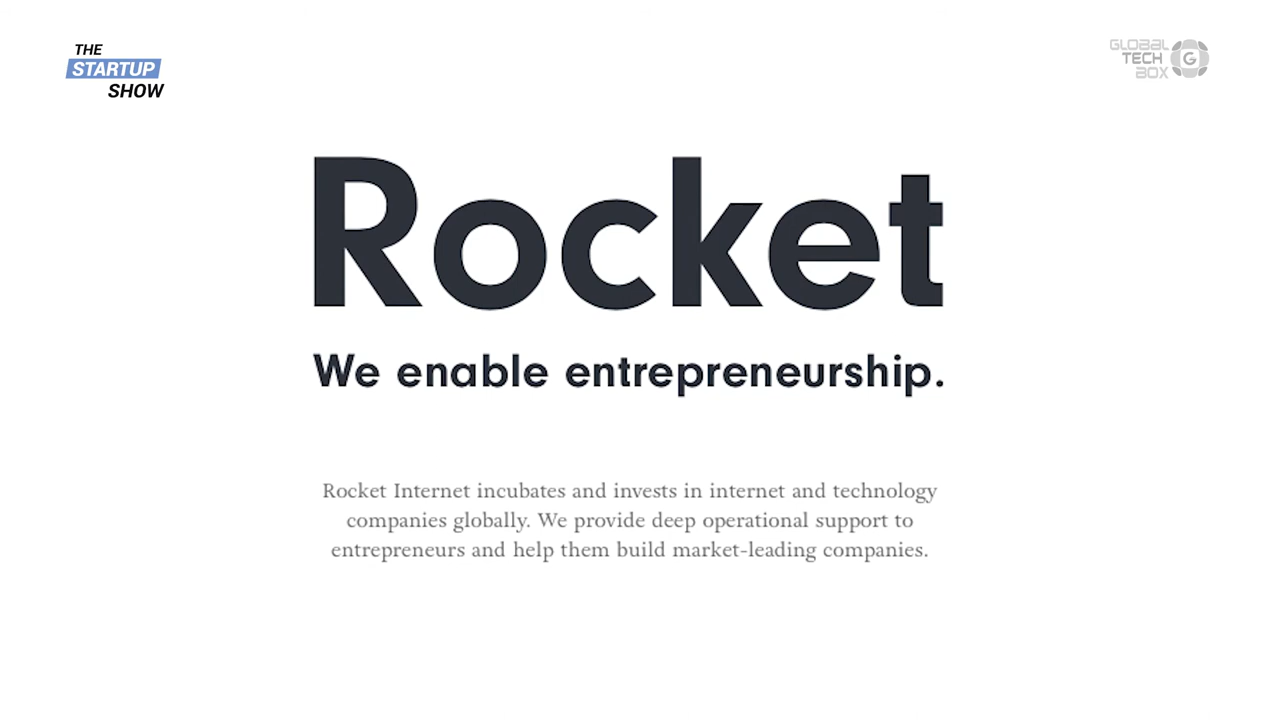 THE
STARTUP
SHOW
GLOBAL
TECH
BOX
G
Rocket
We enable entrepreneurship.
Rocket Internet incubates and invests in internet and technology
companies globally. We provide deep operational support to
entrepreneurs and help them build market-leading companies.